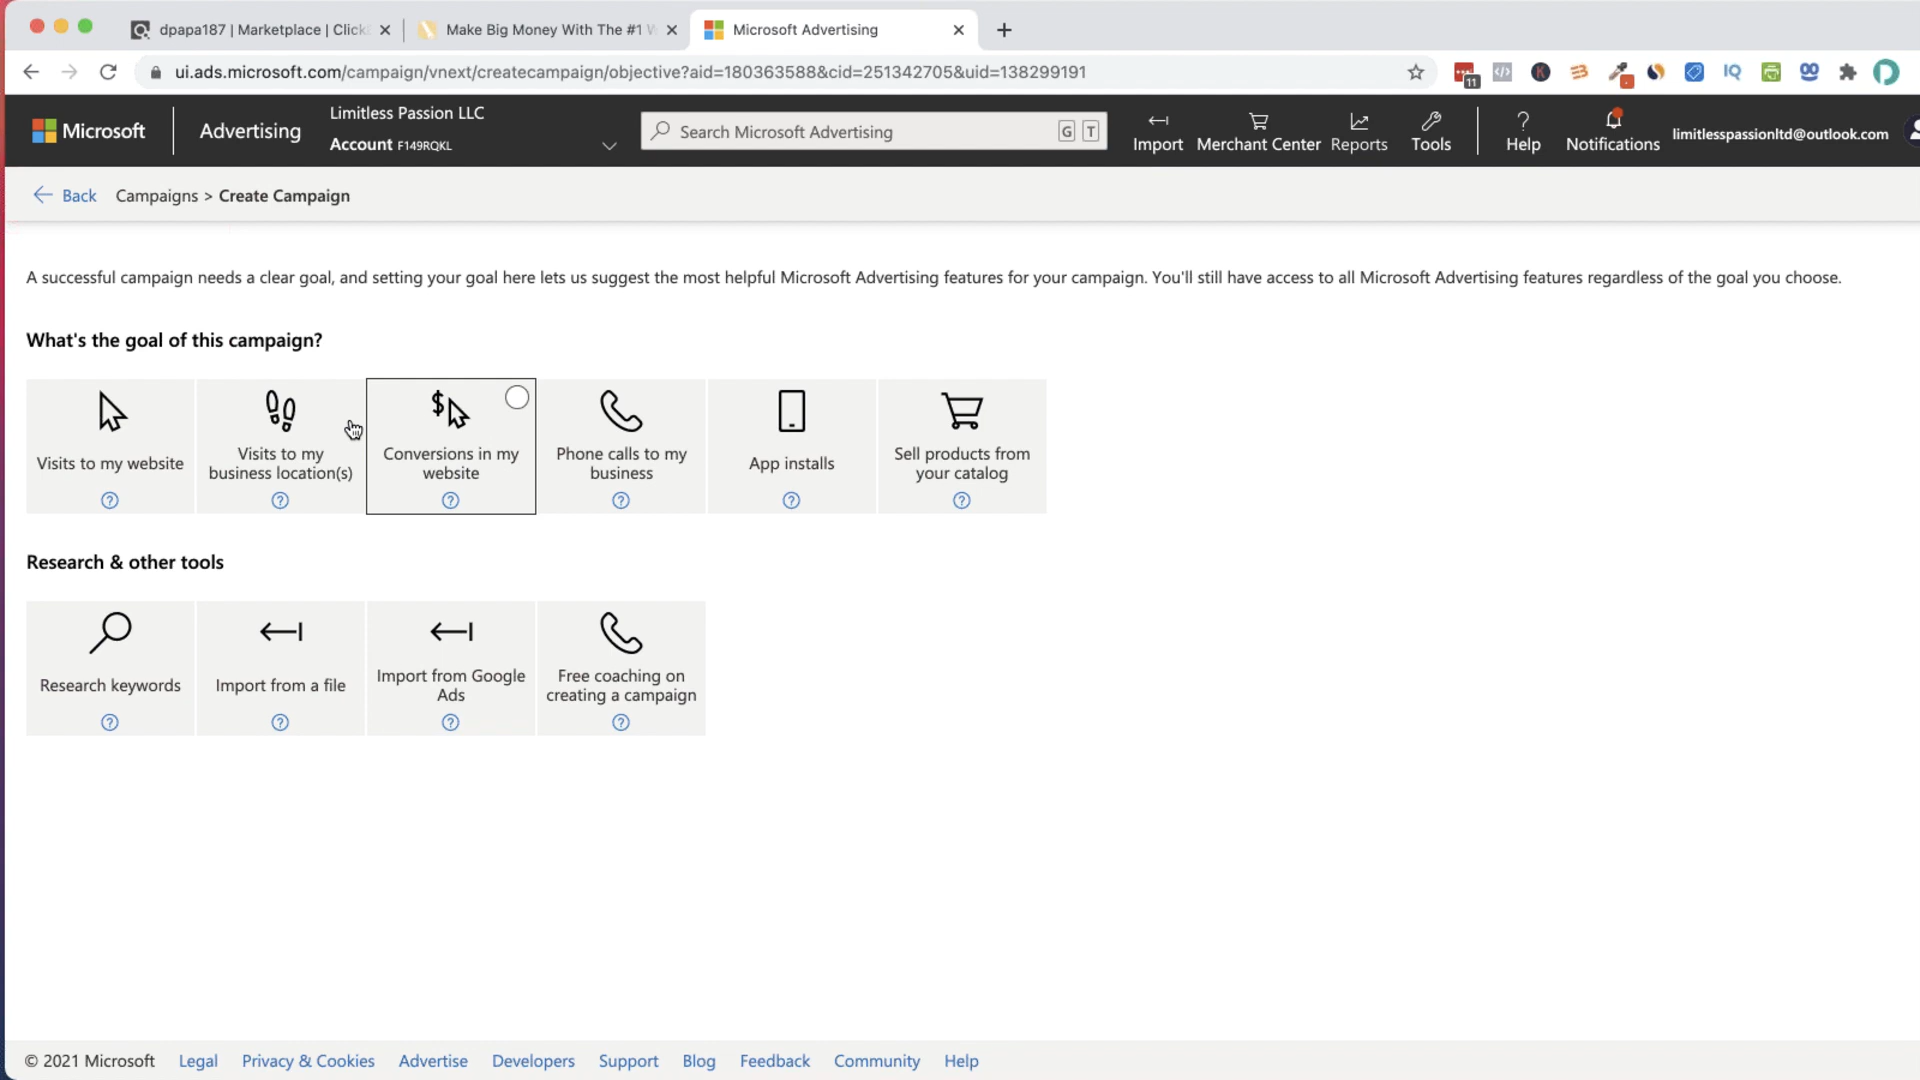 dpapa187 | Marketplace | Click
Make Big Money With The #1
Microsoft Advertising
ui.ads.microsoft.com/campaign/vnext/createcampaign/objective?aid=180363588&cid=251342705&uid=138299191
11
IQ
Microsoft
Advertising
Limitless Passion LLC
Account F149RQKL
Search Microsoft Advertising
G T
Import
Merchant Center
Reports
Tools
Help
Notifications
limitlesspassionltd@outlook.com
Back
Campaigns > Create Campaign
A successful campaign needs a clear goal, and setting your goal here lets us suggest the most helpful Microsoft Advertising features for your campaign. You'll still have access to all Microsoft Advertising features regardless of the goal you choose.
What's the goal of this campaign?
Visits to my website
Visits to my
business location(s)
Conversions in my
website
Phone calls to my
business
App installs
Sell products from
your catalog
Research & other tools
Research keywords
Import from a file
Import from Google
Ads
Free coaching on
creating a campaign
© 2021 Microsoft Legal Privacy & Cookies Advertise Developers Support Blog Feedback Community Help